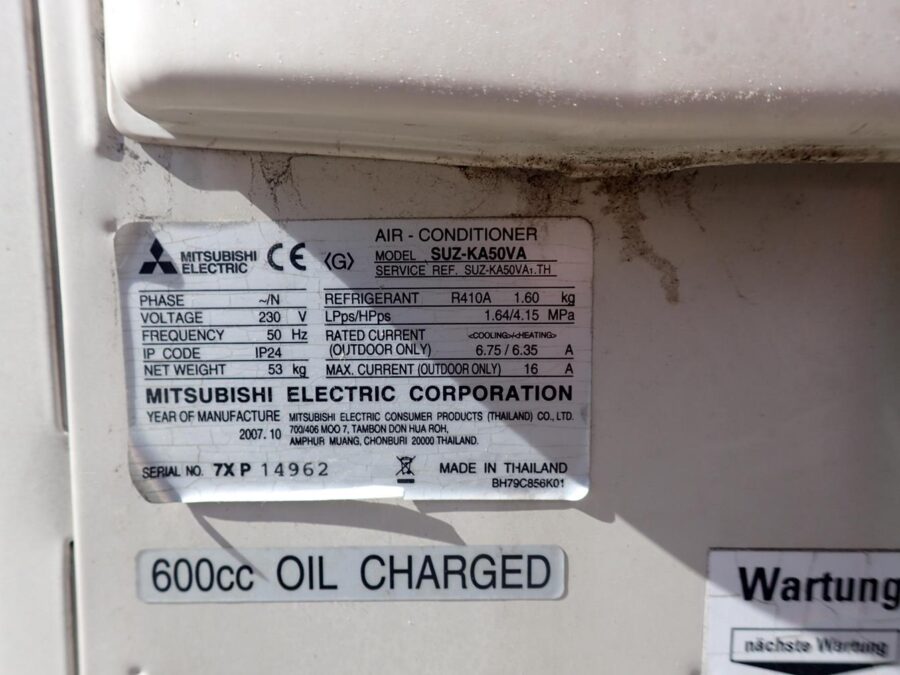 AIR - CONDITIONER
MITSUBISHI
ELECTRIC
CE
〈G〉
MODEL SUZ-KA50VA
SERVICE REF. SUZ-KA50VA1.TH
PHASE ~/N
VOLTAGE 230 V
FREQUENCY 50 Hz
IP CODE IP24
NET WEIGHT 53 kg
REFRIGERANT R410A 1.60 kg
LPps/HPps 1.64/4.15 MPa
RATED CURRENT <COOLING>/<HEATING>
(OUTDOOR ONLY) 6.75 / 6.35 A
MAX. CURRENT (OUTDOOR ONLY) 16 A
MITSUBISHI ELECTRIC CORPORATION
YEAR OF MANUFACTURE
2007. 10
MITSUBISHI ELECTRIC CONSUMER PRODUCTS (THAILAND) CO., LTD.
700/406 MOO 7, TAMBON DON HUA ROH,
AMPHUR MUANG, CHONBURI 20000 THAILAND.
SERIAL NO. 7XP 14962
MADE IN THAILAND
BH79C856K01
600cc OIL CHARGED
Wartung
nächste Wartung